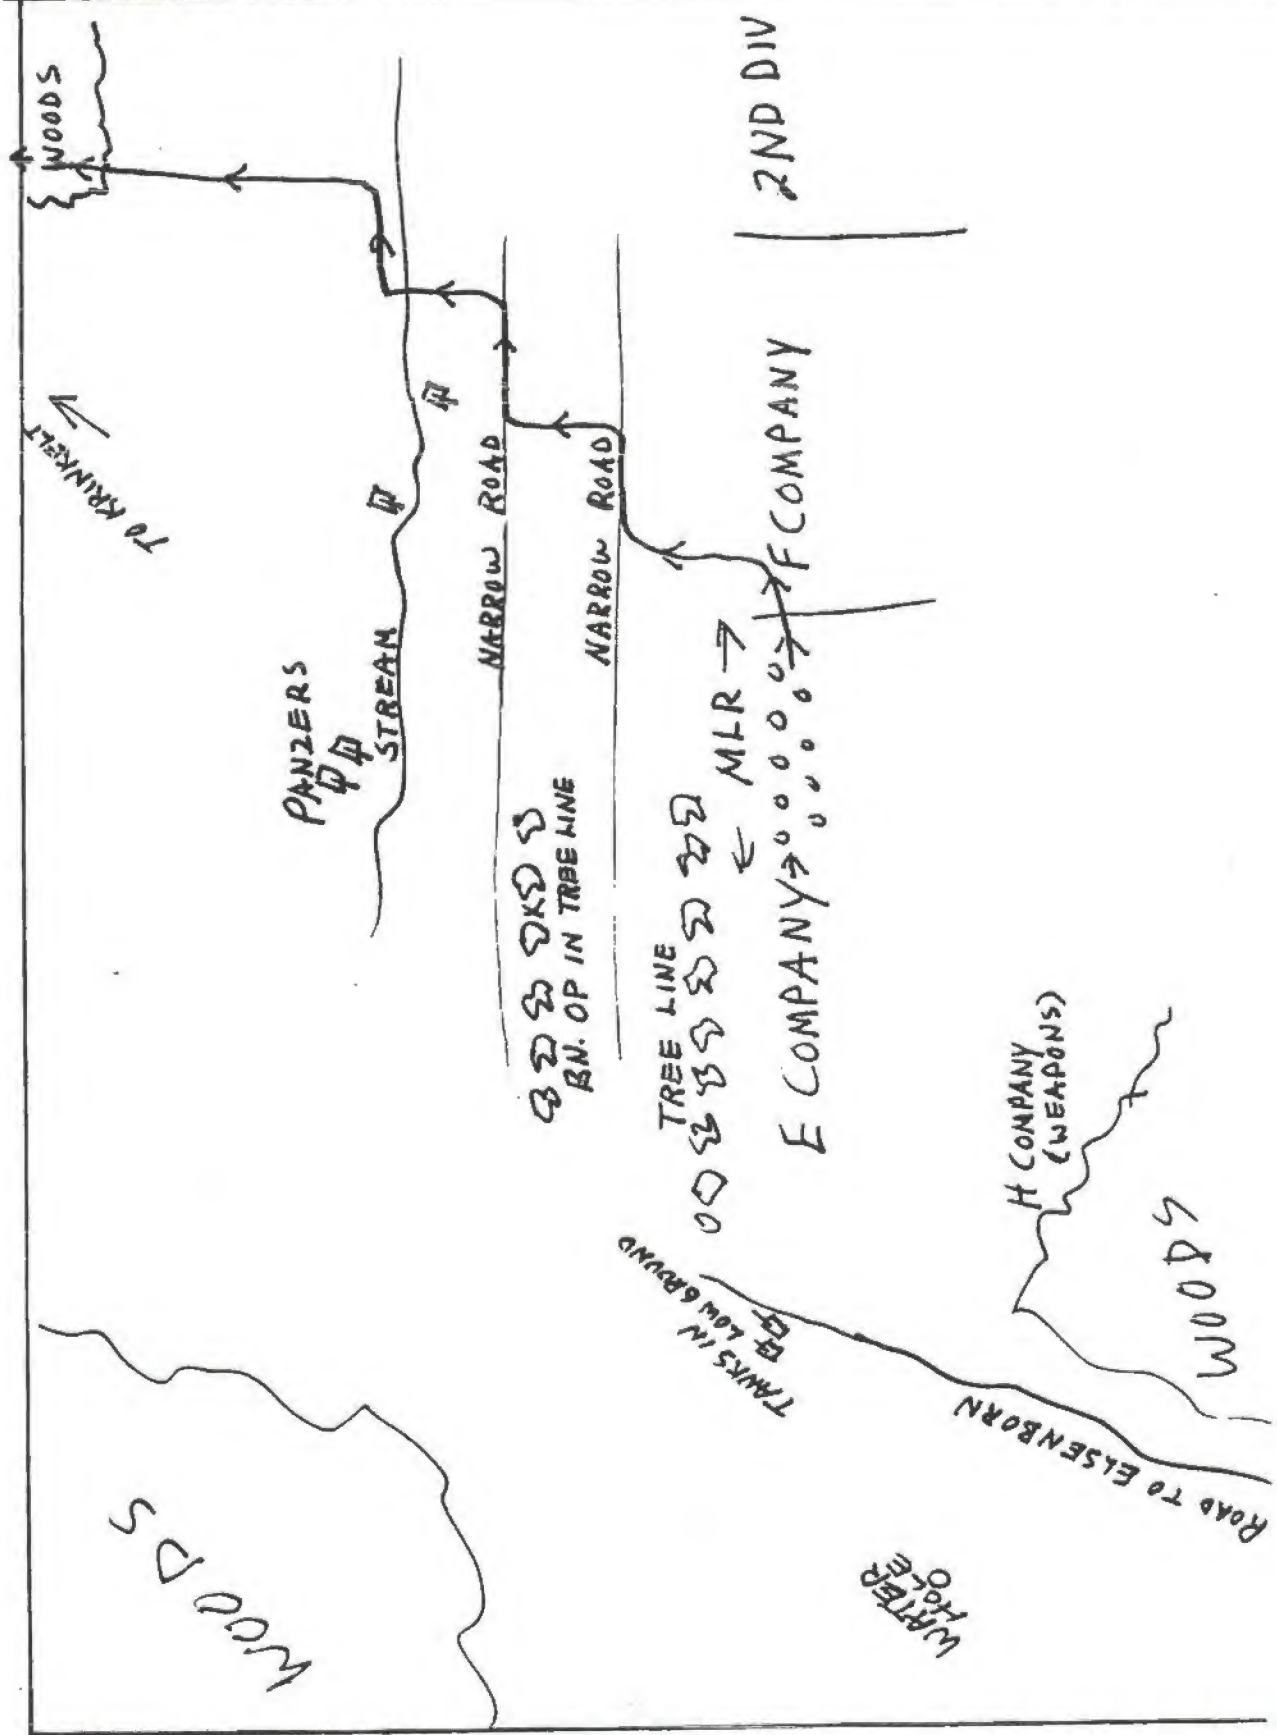 WOODS
TO KRINKELT
WOODS
PANZERS
STREAM
NARROW ROAD
BN. OP IN TREE LINE
NARROW ROAD
TREE LINE
← MLR →
TANKS IN
LOW GROUND
E COMPANY
F COMPANY
2ND DIV
WATER
HOLE
ROAD TO ELSENBORN
H COMPANY
(WEAPONS)
WOODS